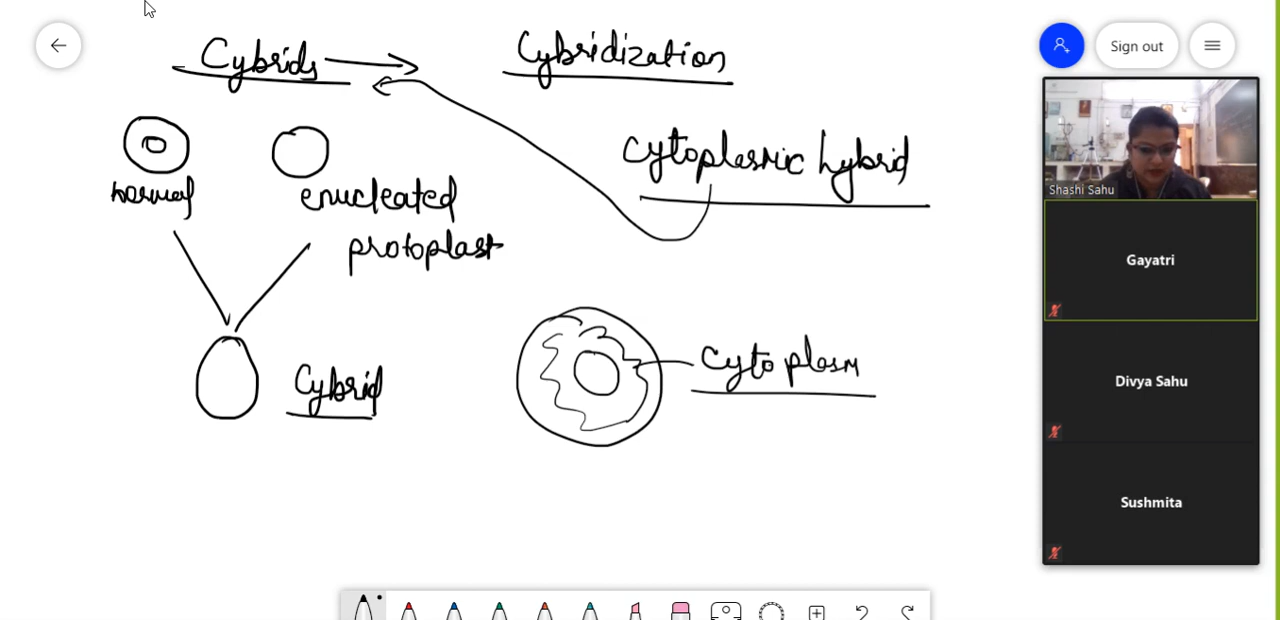 Cybrids
Cybridization
Cytoplasmic hybrid
normal
enucleated
protoplast
Cybrid
Cytoplasm
Sign out
Shashi Sahu
Gayatri
Divya Sahu
Sushmita